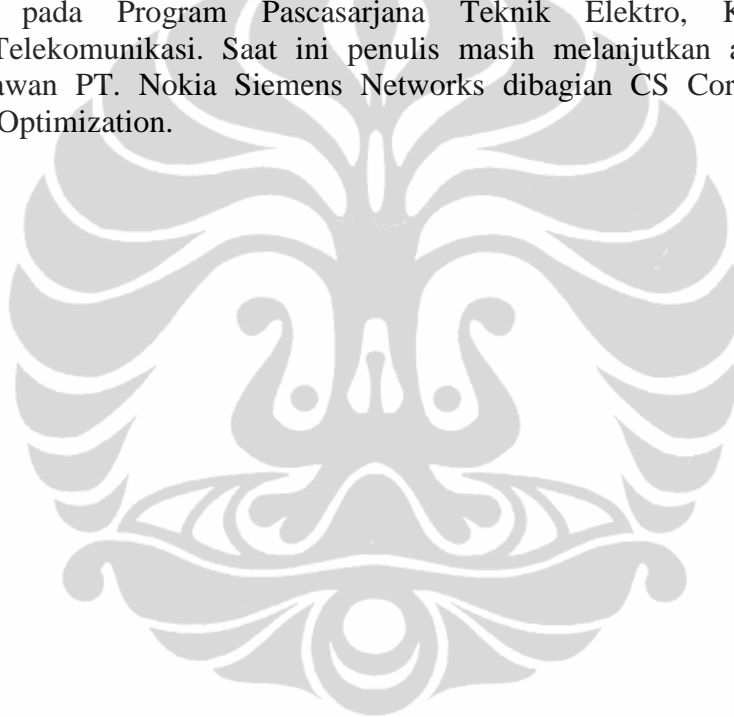 pada Program Pascasarjana Teknik Elektro, K
Telekomunikasi. Saat ini penulis masih melanjutkan a
awan PT. Nokia Siemens Networks dibagian CS Cor
Optimization.